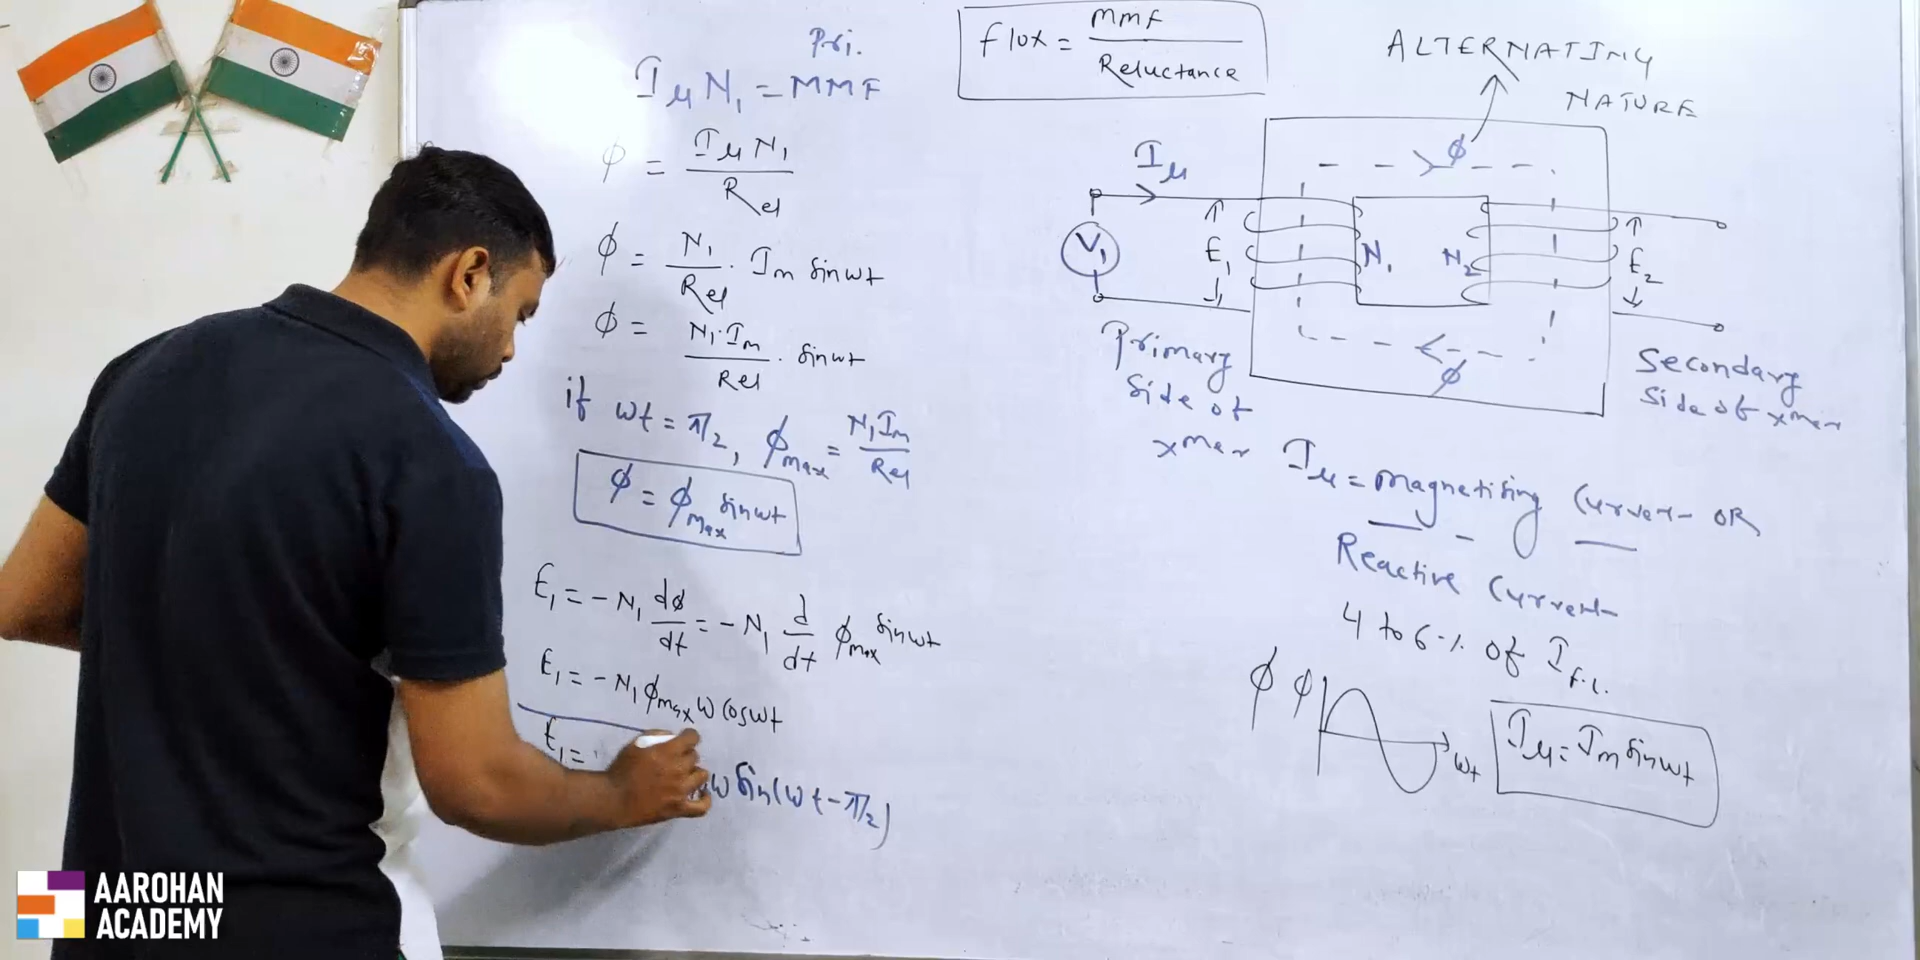 Pri.
IμN₁ = MMF
ϕ = IμN₁ / Rel
ϕ = N₁ / Rel · Im sinωt
ϕ = N₁·Im / Rel · sinωt
if ωt = π/2, ϕmax = N₁Im / Rel
ϕ = ϕmax sinωt
E₁ = -N₁ dϕ/dt = -N₁ d/dt ϕmax sinωt
E₁ = -N₁ϕmax ω cosωt
E₁ =
ω sin(ωt - π/2)
flux = MMF / Reluctance
ALTERNATING
NATURE
ϕ
Iμ
V₁
E₁
N₁
N₂
E₂
ϕ
Primary
side of
xmer
Secondary
side of xmer
Iμ = magnetising Current OR
Reactive Current
4 to 6 % of I f.l.
ϕ ϕ
ωt
Iμ = Im sinωt
AAROHAN
ACADEMY